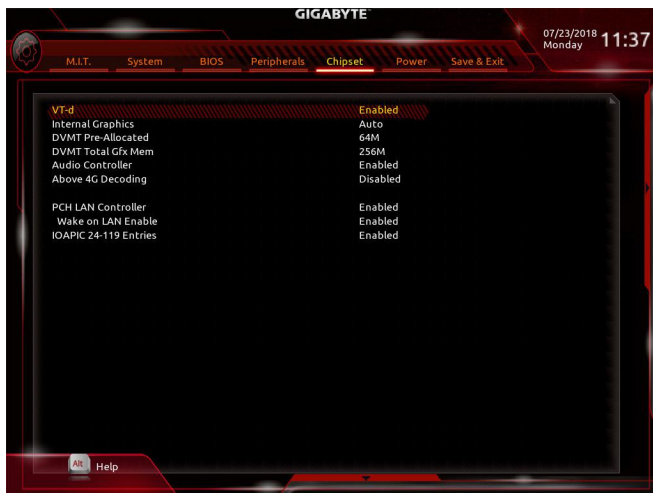 GIGABYTE™
07/23/2018 11:37
Monday
M.I.T. System BIOS Peripherals Chipset Power Save & Exit
VT-d Enabled
Internal Graphics Auto
DVMT Pre-Allocated 64M
DVMT Total Gfx Mem 256M
Audio Controller Enabled
Above 4G Decoding Disabled
PCH LAN Controller Enabled
Wake on LAN Enable Enabled
IOAPIC 24-119 Entries Enabled
Alt Help